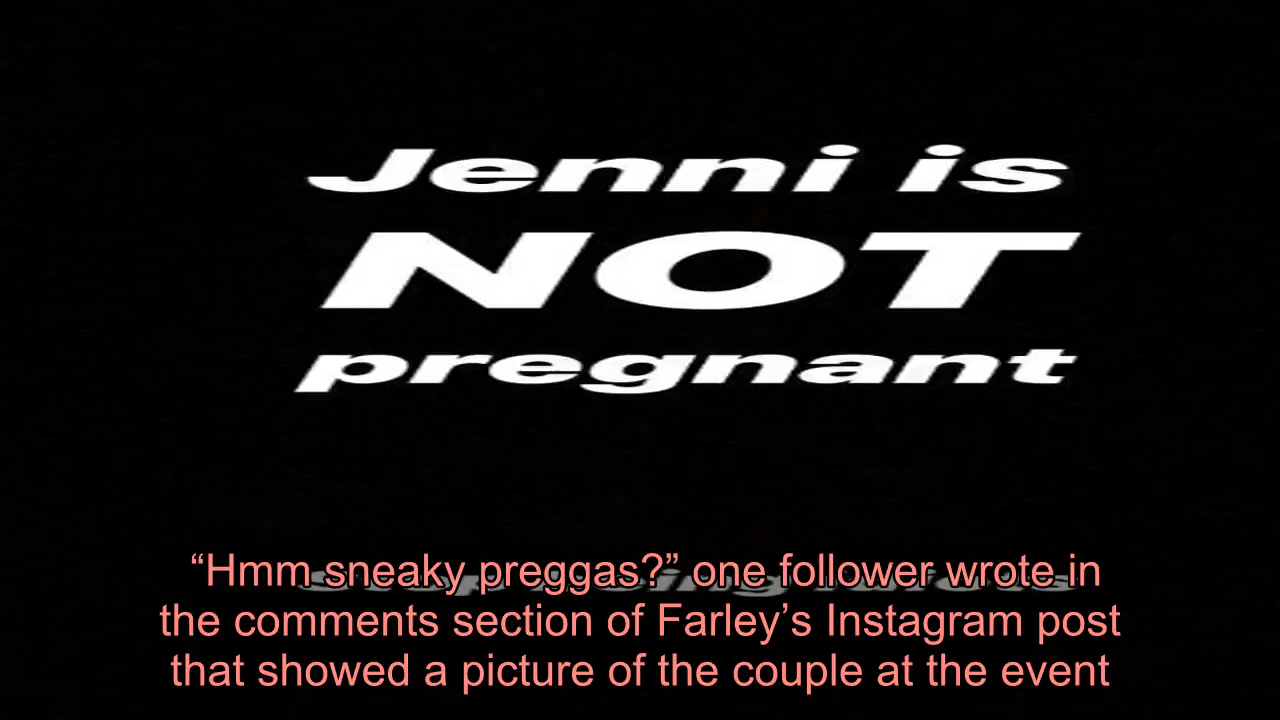 Jenni is
NOT
pregnant
“Hmm sneaky preggas?” one follower wrote in
the comments section of Farley’s Instagram post
that showed a picture of the couple at the event